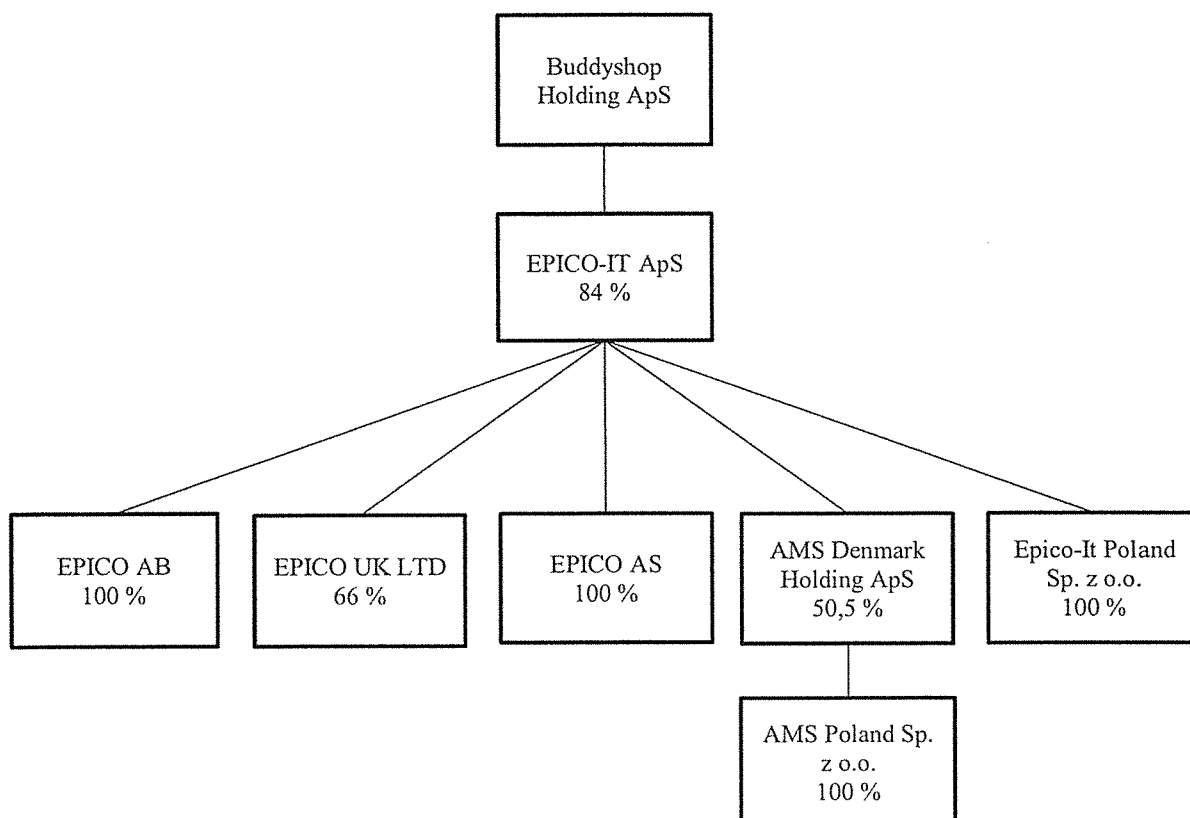 Buddyshop
Holding ApS
EPICO-IT ApS
84 %
EPICO AB
100 %
EPICO UK LTD
66 %
EPICO AS
100 %
AMS Denmark
Holding ApS
50,5 %
Epico-It Poland
Sp. z o.o.
100 %
AMS Poland Sp.
z o.o.
100 %